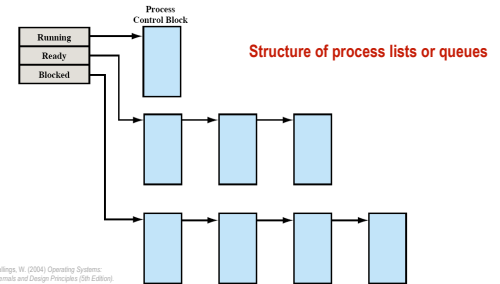 Process
Control Block
Running
Ready
Blocked
Structure of process lists or queues
W. (2004) Operating Systems:
and Design Principles (5th Edition).